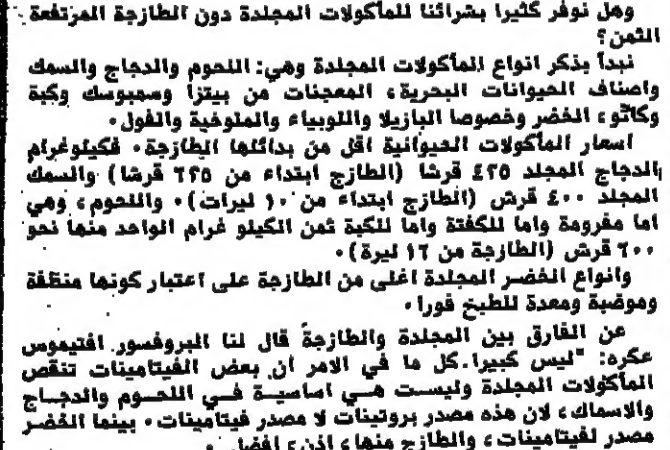 وهل نوفر كثيرا بشرائنا للمأكولات المجلدة دون الطازجة المرتفعة
الثمن؟
نبدأ بذكر انواع المأكولات المجلدة وهي: اللحوم والدجاج والسمك
واصناف الحيوانات البحرية، المعجنات من بيتزا وسمبوسك وكبة
وكاتو، الخضر وخصوصا البازيلا واللوبياء والملوخية والفول.
اسعار المأكولات الحيوانية اقل من بدائلها الطازجة. فكيلوغرام
الدجاج المجلد ٤٢٥ قرشا (الطازج ابتداء من ٦٢٥ قرشا) والسمك
المجلد ٤٠٠ قرش (الطازج ابتداء من ١٠ ليرات). واللحوم، وهي
اما مفرومة واما للكفتة واما للكبة ثمن الكيلو غرام الواحد منها نحو
٦٠٠ قرش (الطازجة من ١٢ ليرة).
وانواع الخضر المجلدة اغلى من الطازجة على اعتبار كونها منظفة
وموضبة ومعدة للطبخ فورا.
عن الفارق بين المجلدة والطازجة قال لنا البروفسور افتيموس
عكره: "ليس كبيرا. كل ما في الامر ان بعض الفيتامينات تنقص
المأكولات المجلدة وليست هي اساسية في اللحوم والدجاج
والاسماك، لان هذه مصدر بروتينات لا مصدر فيتامينات. بينما الخضر
مصدر لفيتامينات، والطازج منها، اذن، افضل.